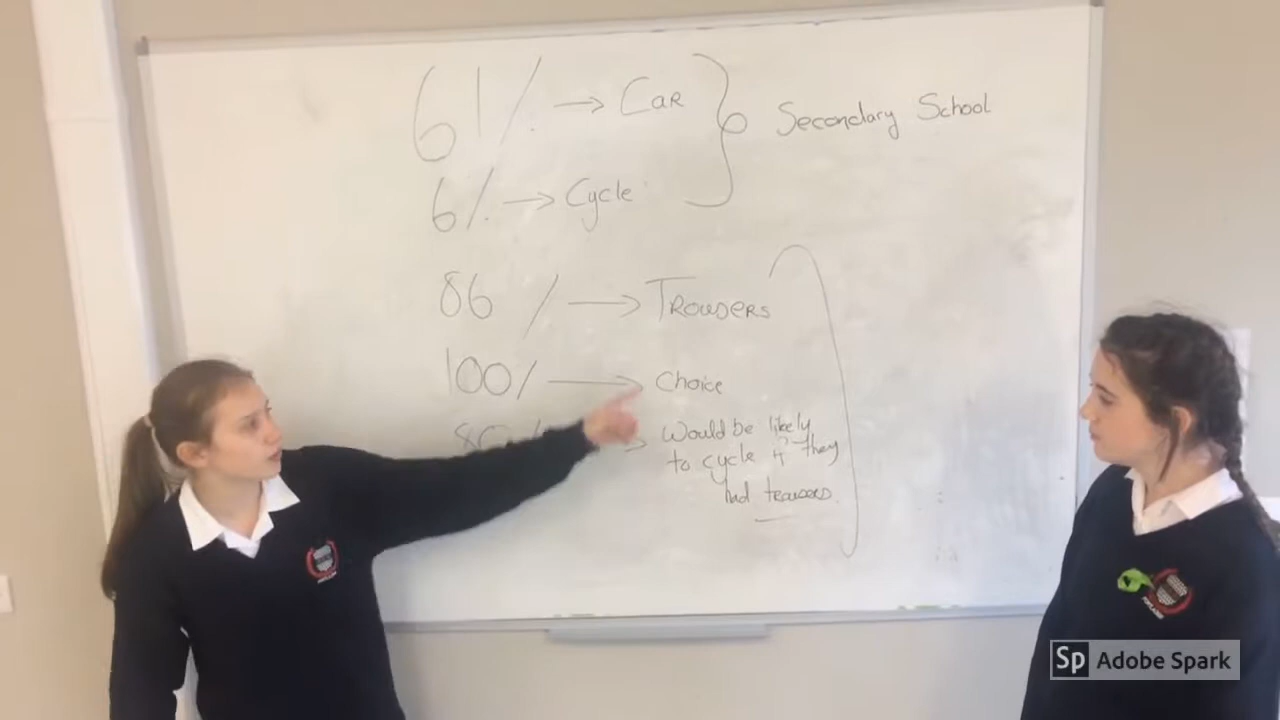 61% → Car
Secondary School
6% → Cycle
86 % → Trousers
100% → Choice
Would be likely
to cycle if they
had trousers.
Sp Adobe Spark